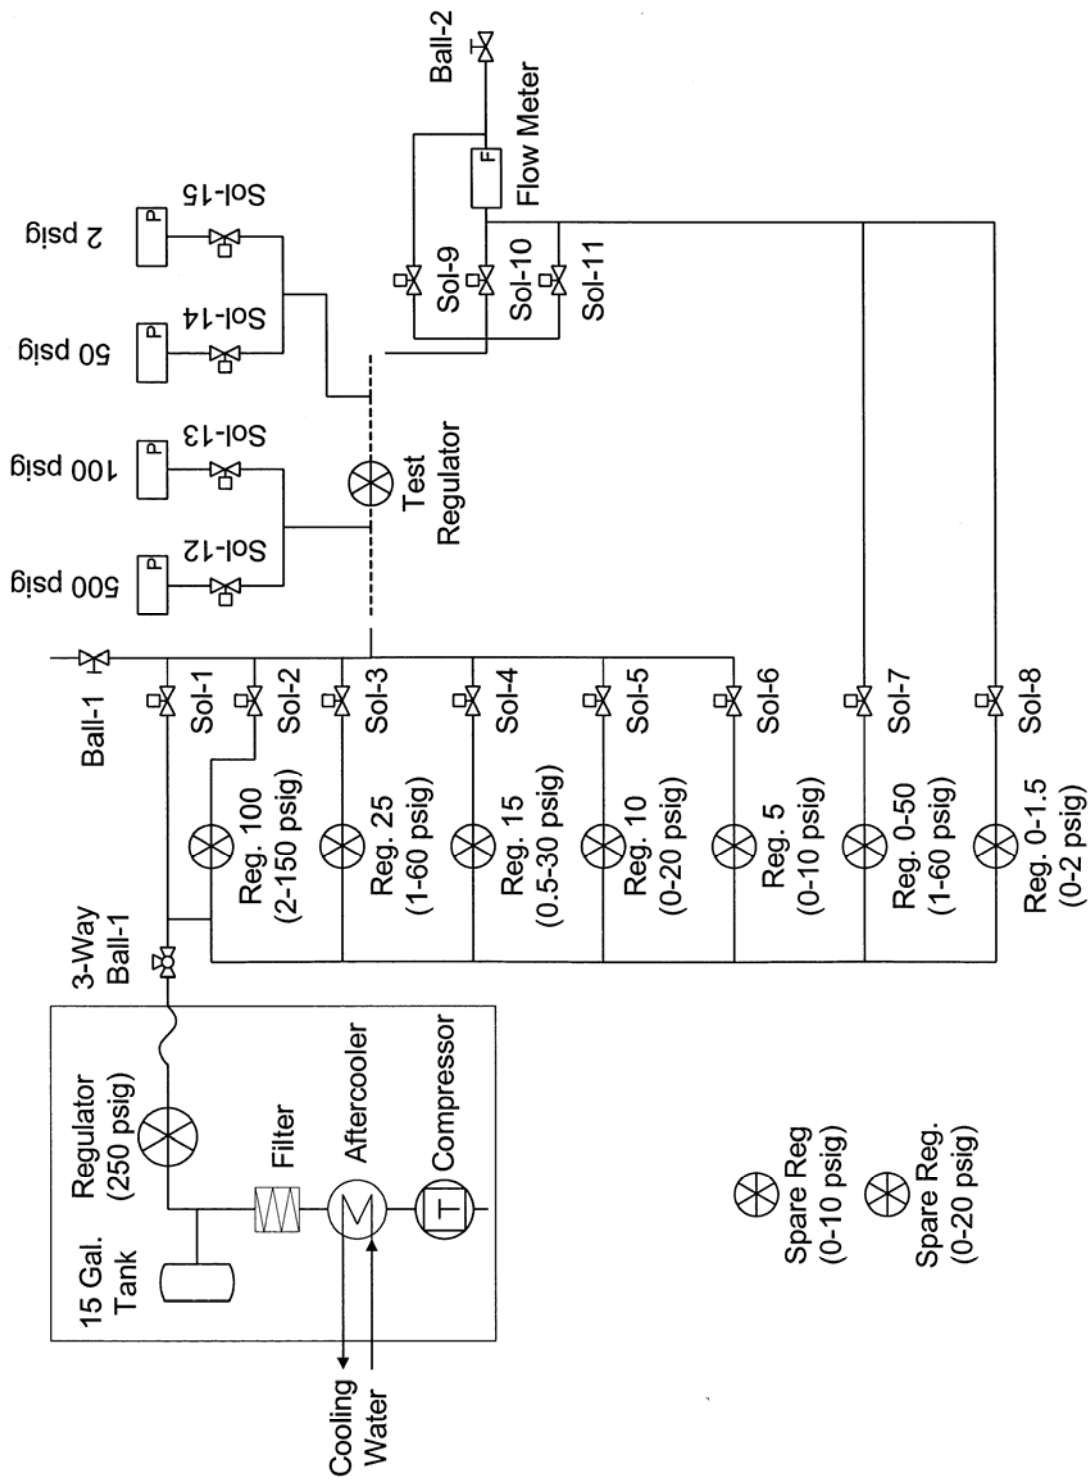 2 psig
50 psig
100 psig
500 psig
P
P
P
P
Sol-15
Sol-14
Sol-13
Sol-12
Ball-2
Flow Meter
F
Sol-9
Sol-10
Sol-11
Test
Regulator
Ball-1
Sol-1
Sol-2
Sol-3
Sol-4
Sol-5
Sol-6
Sol-7
Sol-8
3-Way
Ball-1
Reg. 100
(2-150 psig)
Reg. 25
(1-60 psig)
Reg. 15
(0.5-30 psig)
Reg. 10
(0-20 psig)
Reg. 5
(0-10 psig)
Reg. 0-50
(1-60 psig)
Reg. 0-1.5
(0-2 psig)
Regulator
(250 psig)
15 Gal.
Tank
Filter
Aftercooler
Compressor
T
Cooling
Water
Spare Reg
(0-10 psig)
Spare Reg.
(0-20 psig)